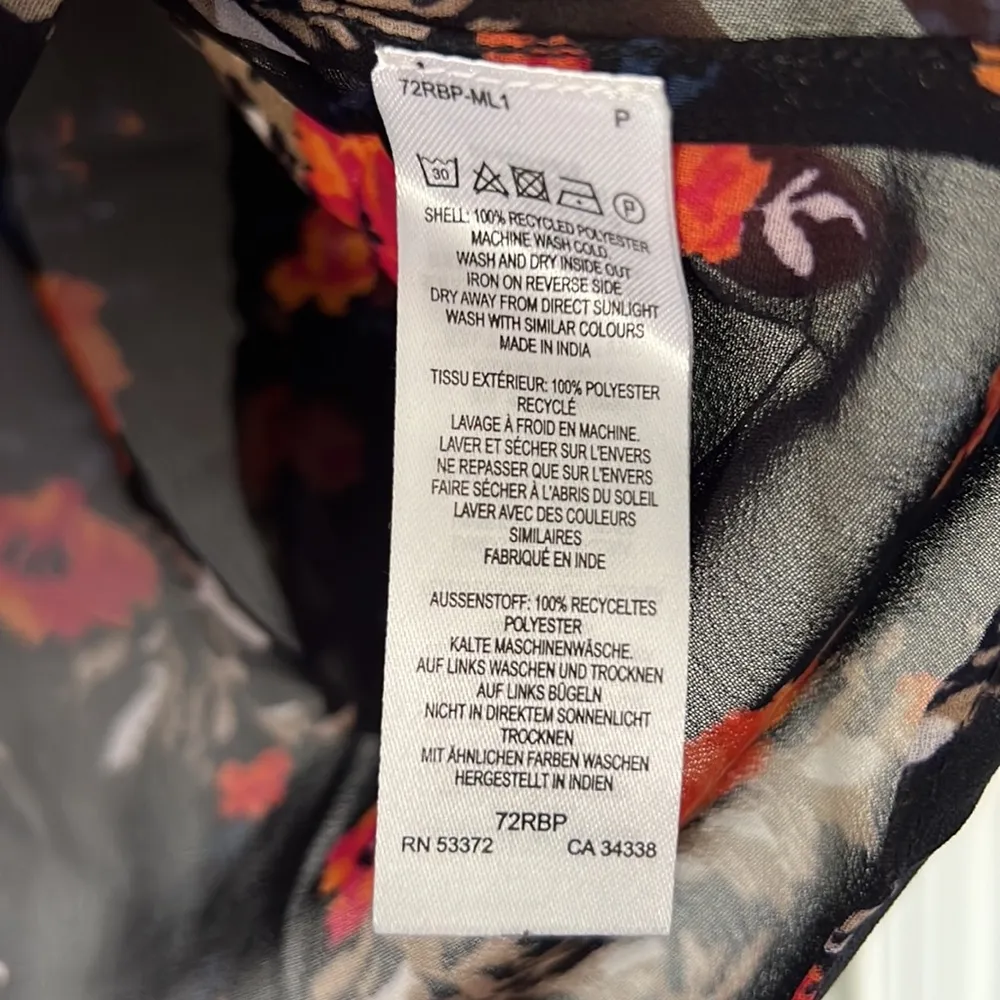 72RBP-ML1
P
30
P
SHELL: 100% RECYCLED POLYESTER
MACHINE WASH COLD.
WASH AND DRY INSIDE OUT
IRON ON REVERSE SIDE
DRY AWAY FROM DIRECT SUNLIGHT
WASH WITH SIMILAR COLOURS
MADE IN INDIA
TISSU EXTÉRIEUR: 100% POLYESTER
RECYCLÉ
LAVAGE À FROID EN MACHINE.
LAVER ET SÉCHER SUR L'ENVERS
NE REPASSER QUE SUR L'ENVERS
FAIRE SÉCHER À L'ABRIS DU SOLEIL
LAVER AVEC DES COULEURS
SIMILAIRES
FABRIQUÉ EN INDE
AUSSENSTOFF: 100% RECYCELTES
POLYESTER
KALTE MASCHINENWÄSCHE.
AUF LINKS WASCHEN UND TROCKNEN
AUF LINKS BÜGELN
NICHT IN DIREKTEM SONNENLICHT
TROCKNEN
MIT ÄHNLICHEN FARBEN WASCHEN
HERGESTELLT IN INDIEN
72RBP
RN 53372 CA 34338